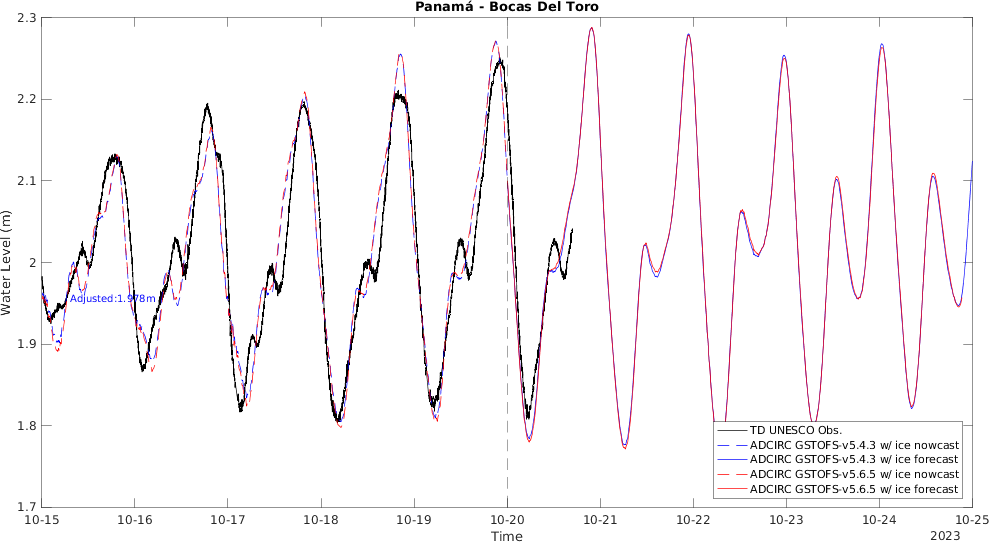 Panamá - Bocas Del Toro
Water Level (m)
2.3
2.2
2.1
2
1.9
1.8
1.7
Adjusted:1.978m
TD UNESCO Obs.
ADCIRC GSTOFS-v5.4.3 w/ ice nowcast
ADCIRC GSTOFS-v5.4.3 w/ ice forecast
ADCIRC GSTOFS-v5.6.5 w/ ice nowcast
ADCIRC GSTOFS-v5.6.5 w/ ice forecast
10-15 10-16 10-17 10-18 10-19 10-20 10-21 10-22 10-23 10-24 10-25
Time
2023